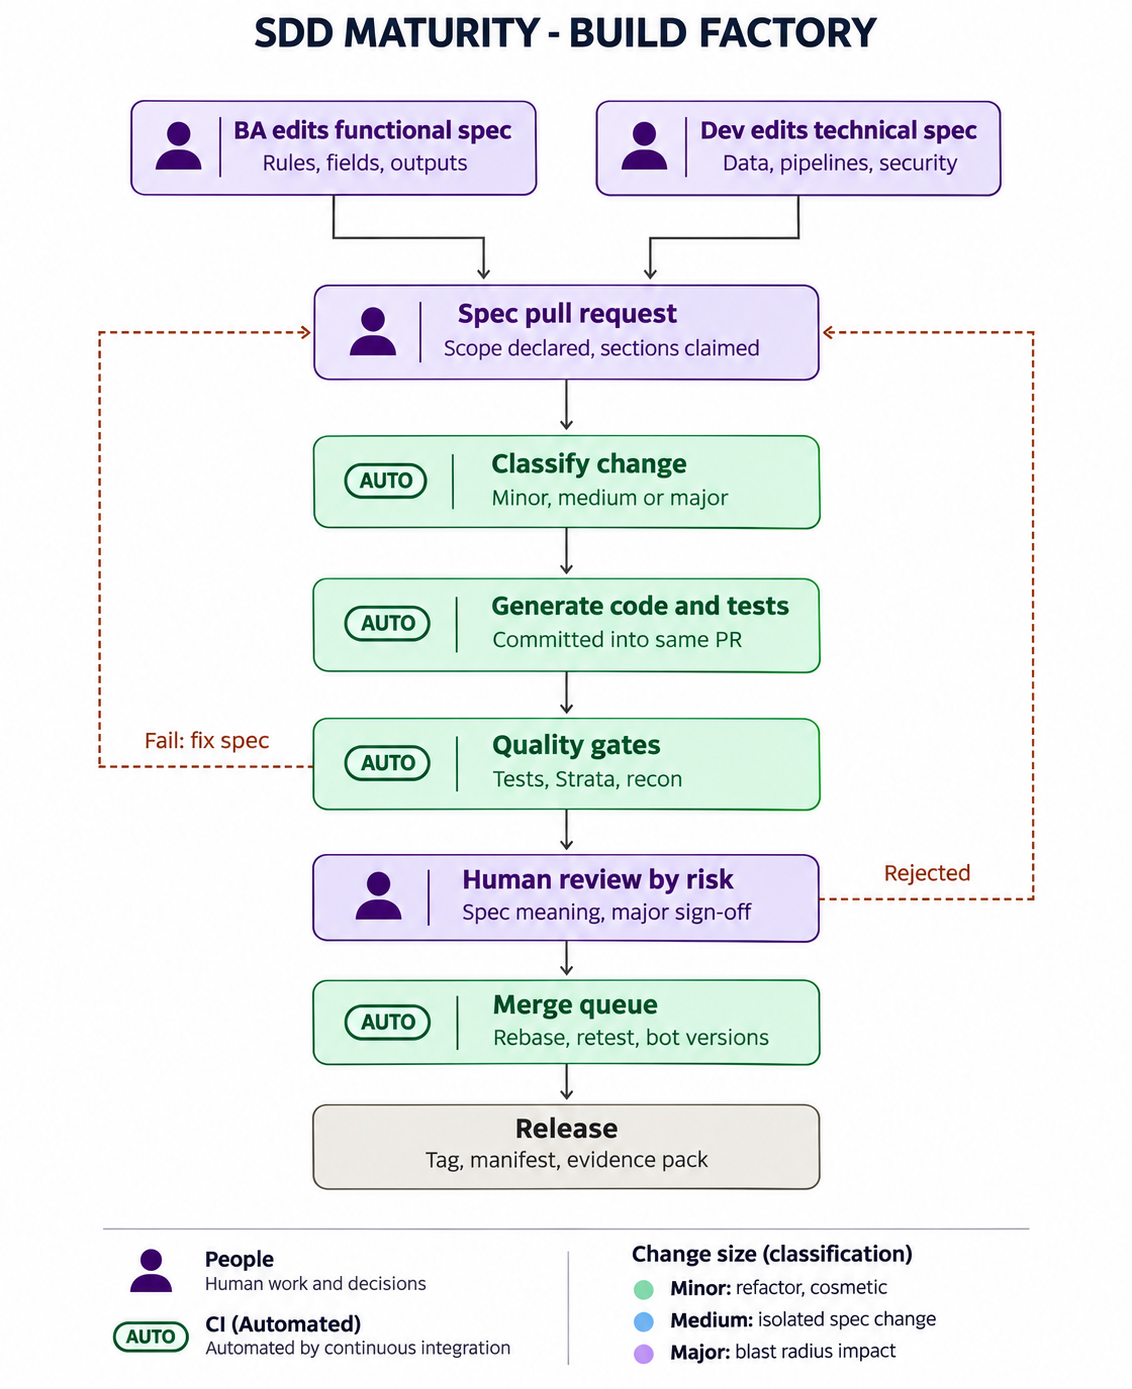 SDD MATURITY - BUILD FACTORY
BA edits functional spec
Rules, fields, outputs
Dev edits technical spec
Data, pipelines, security
Spec pull request
Scope declared, sections claimed
AUTO
Classify change
Minor, medium or major
AUTO
Generate code and tests
Committed into same PR
Fail: fix spec
AUTO
Quality gates
Tests, Strata, recon
Human review by risk
Spec meaning, major sign-off
Rejected
AUTO
Merge queue
Rebase, retest, bot versions
Release
Tag, manifest, evidence pack
People
Human work and decisions
AUTO
CI (Automated)
Automated by continuous integration
Change size (classification)
Minor: refactor, cosmetic
Medium: isolated spec change
Major: blast radius impact